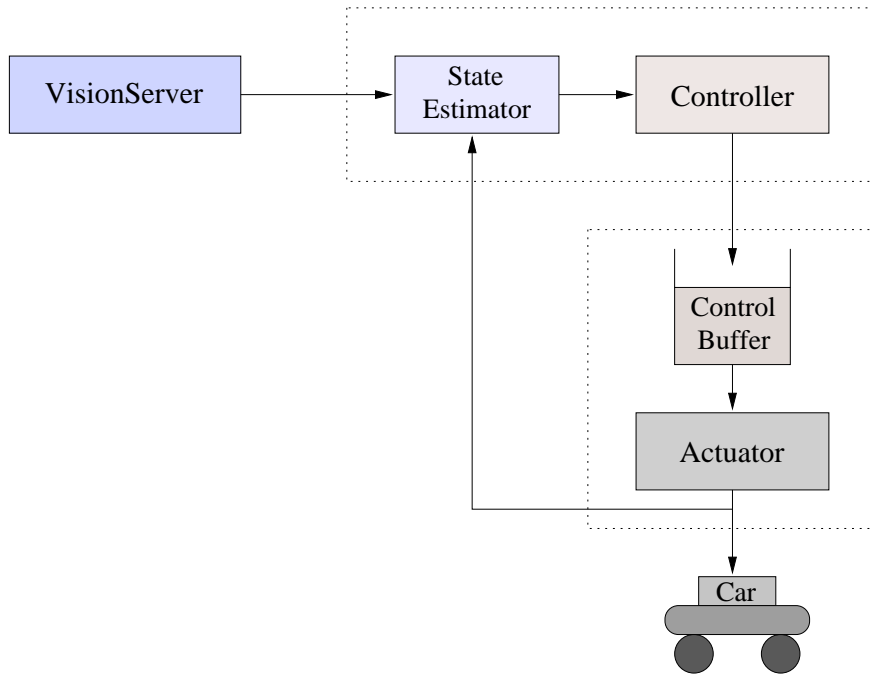 VisionServer
State
Estimator
Controller
Control
Buffer
Actuator
Car